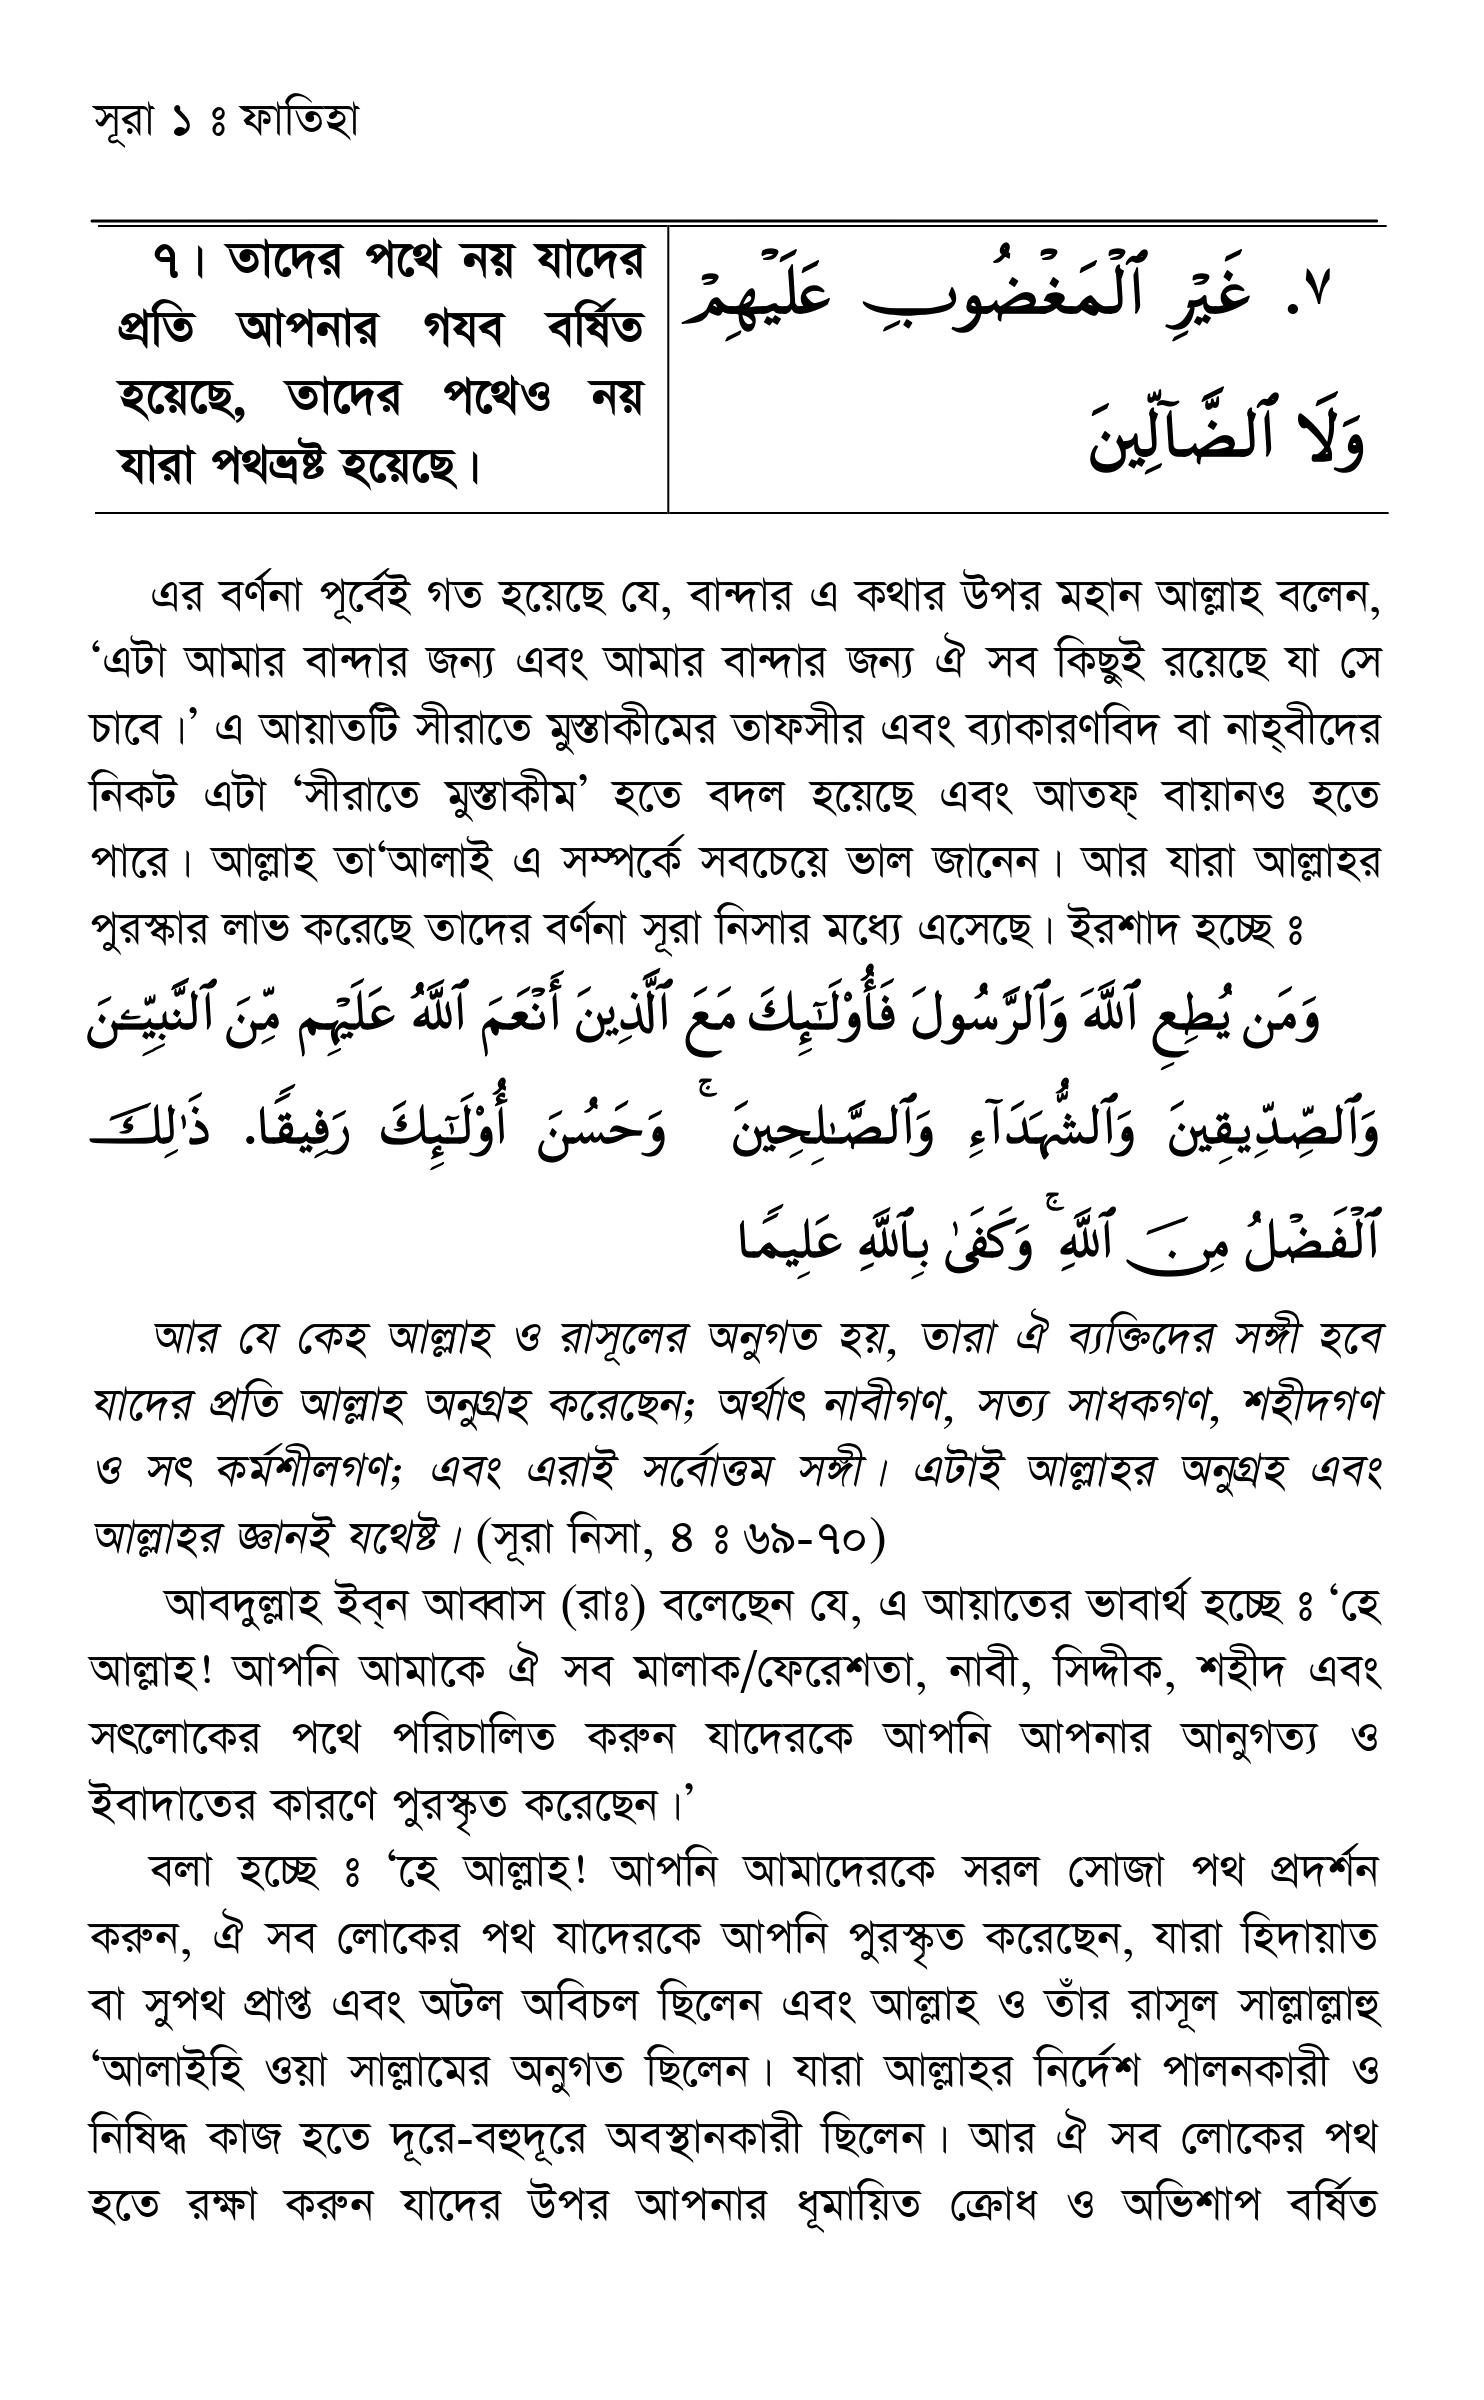 সূরা ১ ঃ ফাতিহা
৭। তাদের পথে নয় যাদের
প্রতি আপনার গযব বর্ষিত
হয়েছে, তাদের পথেও নয়
যারা পথভ্রষ্ট হয়েছে।
٧. غَيْرِ ٱلْمَغْضُوبِ عَلَيْهِمْ
وَلَا ٱلضَّآلِّينَ
এর বর্ণনা পূর্বেই গত হয়েছে যে, বান্দার এ কথার উপর মহান আল্লাহ বলেন,
‘এটা আমার বান্দার জন্য এবং আমার বান্দার জন্য ঐ সব কিছুই রয়েছে যা সে
চাবে।’ এ আয়াতটি সীরাতে মুস্তাকীমের তাফসীর এবং ব্যাকারণবিদ বা নাহ্‌বীদের
নিকট এটা ‘সীরাতে মুস্তাকীম’ হতে বদল হয়েছে এবং আতফ্ বায়ানও হতে
পারে। আল্লাহ তা‘আলাই এ সম্পর্কে সবচেয়ে ভাল জানেন। আর যারা আল্লাহর
পুরস্কার লাভ করেছে তাদের বর্ণনা সূরা নিসার মধ্যে এসেছে। ইরশাদ হচ্ছে ঃ
وَمَن يُطِعِ ٱللَّهَ وَٱلرَّسُولَ فَأُو۟لَـٰٓئِكَ مَعَ ٱلَّذِينَ أَنْعَمَ ٱللَّهُ عَلَيْهِم مِّنَ ٱلنَّبِيِّـۧنَ
وَٱلصِّدِّيقِينَ وَٱلشُّهَدَآءِ وَٱلصَّـٰلِحِينَ ۚ وَحَسُنَ أُو۟لَـٰٓئِكَ رَفِيقًا. ذَٰلِكَ
ٱلْفَضْلُ مِنَ ٱللَّهِ ۚ وَكَفَىٰ بِٱللَّهِ عَلِيمًا
আর যে কেহ আল্লাহ ও রাসূলের অনুগত হয়, তারা ঐ ব্যক্তিদের সঙ্গী হবে
যাদের প্রতি আল্লাহ অনুগ্রহ করেছেন; অর্থাৎ নাবীগণ, সত্য সাধকগণ, শহীদগণ
ও সৎ কর্মশীলগণ; এবং এরাই সর্বোত্তম সঙ্গী। এটাই আল্লাহর অনুগ্রহ এবং
আল্লাহর জ্ঞানই যথেষ্ট। (সূরা নিসা, ৪ ঃ ৬৯-৭০)
আবদুল্লাহ ইব্‌ন আব্বাস (রাঃ) বলেছেন যে, এ আয়াতের ভাবার্থ হচ্ছে ঃ ‘হে
আল্লাহ! আপনি আমাকে ঐ সব মালাক/ফেরেশতা, নাবী, সিদ্দীক, শহীদ এবং
সৎলোকের পথে পরিচালিত করুন যাদেরকে আপনি আপনার আনুগত্য ও
ইবাদাতের কারণে পুরস্কৃত করেছেন।’
বলা হচ্ছে ঃ ‘হে আল্লাহ! আপনি আমাদেরকে সরল সোজা পথ প্রদর্শন
করুন, ঐ সব লোকের পথ যাদেরকে আপনি পুরস্কৃত করেছেন, যারা হিদায়াত
বা সুপথ প্রাপ্ত এবং অটল অবিচল ছিলেন এবং আল্লাহ ও তাঁর রাসূল সাল্লাল্লাহু
‘আলাইহি ওয়া সাল্লামের অনুগত ছিলেন। যারা আল্লাহর নির্দেশ পালনকারী ও
নিষিদ্ধ কাজ হতে দূরে-বহুদূরে অবস্থানকারী ছিলেন। আর ঐ সব লোকের পথ
হতে রক্ষা করুন যাদের উপর আপনার ধূমায়িত ক্রোধ ও অভিশাপ বর্ষিত